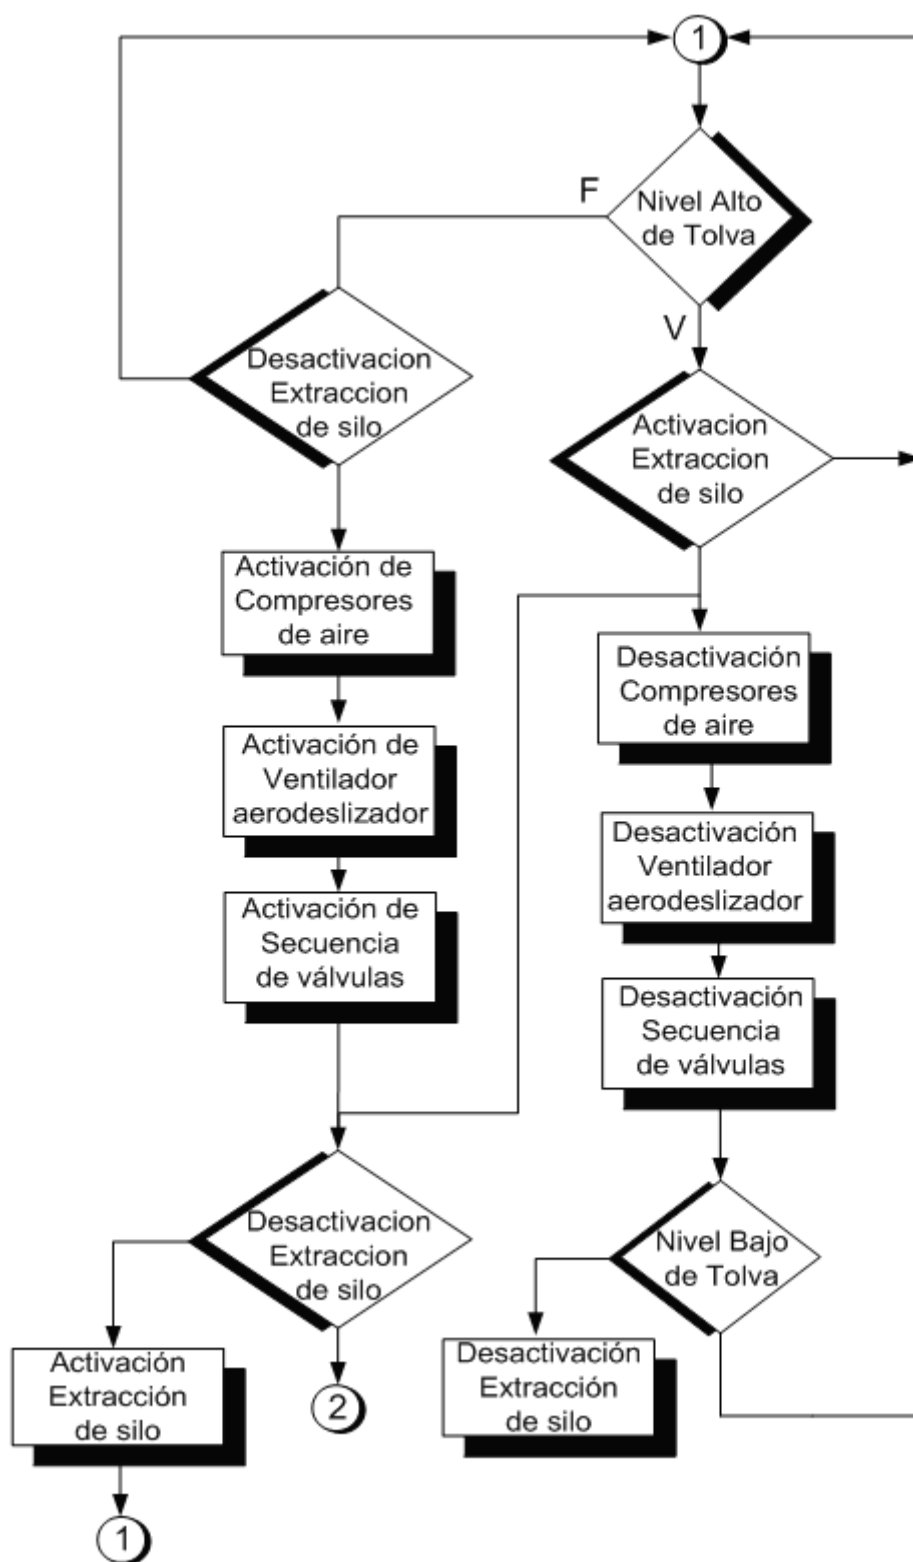 1
Nivel Alto
de Tolva
F
V
Desactivacion
Extraccion
de silo
Activacion
Extraccion
de silo
Activación de
Compresores
de aire
Desactivación
Compresores
de aire
Activación de
Ventilador
aerodeslizador
Desactivación
Ventilador
aerodeslizador
Activación de
Secuencia
de válvulas
Desactivación
Secuencia
de válvulas
Desactivacion
Extraccion
de silo
Nivel Bajo
de Tolva
Activación
Extracción
de silo
2
Desactivación
Extracción
de silo
1